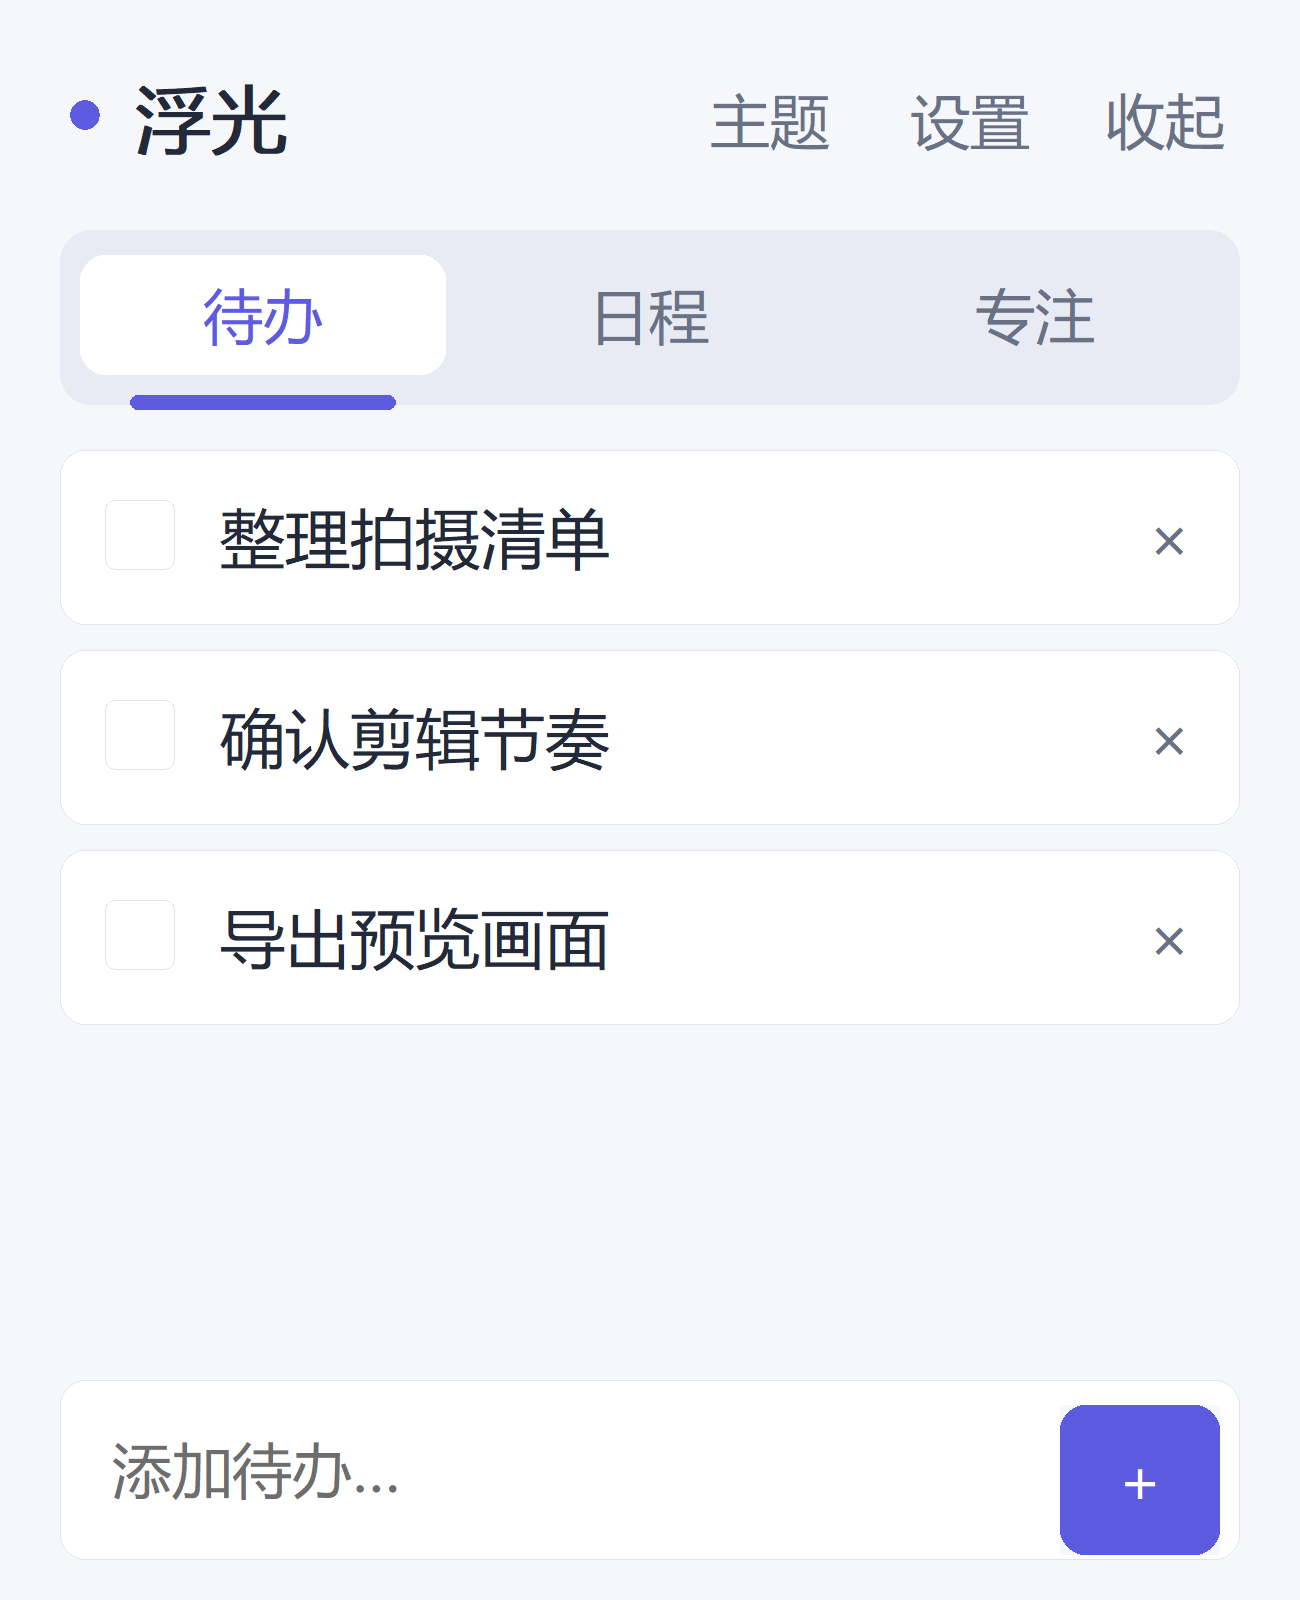 浮光 主题 设置 收起
待办 日程 专注
整理拍摄清单 ×
确认剪辑节奏 ×
导出预览画面 ×
添加待办... +